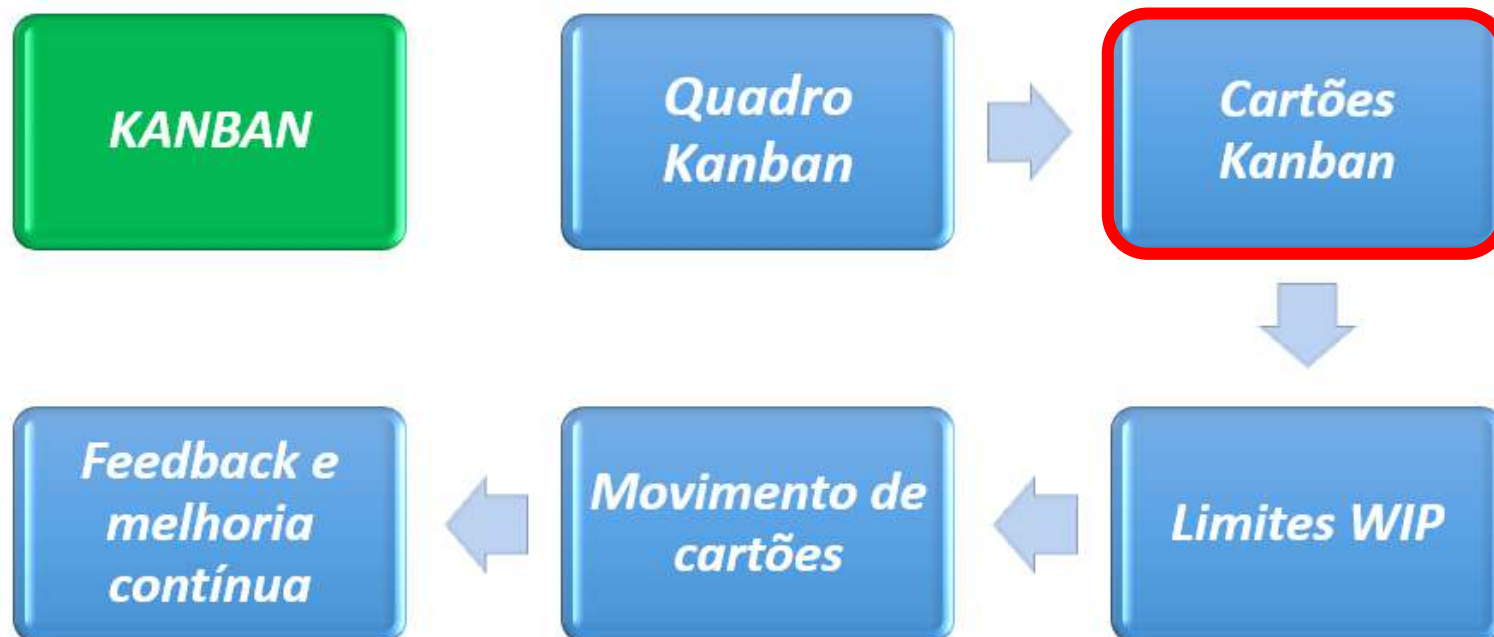 KANBAN
Quadro
Kanban
Cartões
Kanban
Limites WIP
Movimento de
cartões
Feedback e
melhoria
contínua